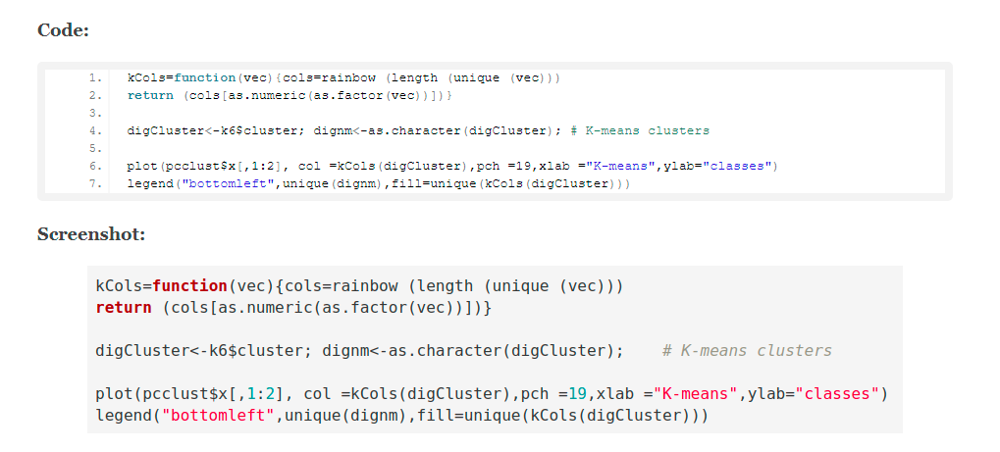 Code:
1. kCols=function(vec){cols=rainbow (length (unique (vec)))
2. return (cols[as.numeric(as.factor(vec))])}
3.
4. digCluster<-k6$cluster; dignm<-as.character(digCluster); # K-means clusters
5.
6. plot(pcclust$x[,1:2], col =kCols(digCluster),pch =19,xlab ="K-means",ylab="classes")
7. legend("bottomleft",unique(dignm),fill=unique(kCols(digCluster)))
Screenshot:
kCols=function(vec){cols=rainbow (length (unique (vec)))
return (cols[as.numeric(as.factor(vec))])}
digCluster<-k6$cluster; dignm<-as.character(digCluster); # K-means clusters
plot(pcclust$x[,1:2], col =kCols(digCluster),pch =19,xlab ="K-means",ylab="classes")
legend("bottomleft",unique(dignm),fill=unique(kCols(digCluster)))